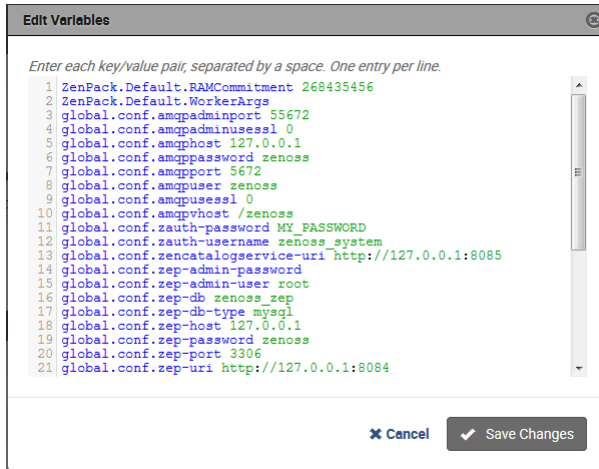 Edit Variables
Enter each key/value pair, separated by a space. One entry per line.
1 ZenPack.Default.RAMCommitment 268435456
2 ZenPack.Default.WorkerArgs
3 global.conf.amqpadminport 55672
4 global.conf.amqpadminusessl 0
5 global.conf.amqphost 127.0.0.1
6 global.conf.amqppassword zenoss
7 global.conf.amqpport 5672
8 global.conf.amqpuser zenoss
9 global.conf.amqpusessl 0
10 global.conf.amqpvhost /zenoss
11 global.conf.zauth-password MY_PASSWORD
12 global.conf.zauth-username zenoss_system
13 global.conf.zencatalogservice-uri http://127.0.0.1:8085
14 global.conf.zep-admin-password
15 global.conf.zep-admin-user root
16 global.conf.zep-db zenoss_zep
17 global.conf.zep-db-type mysql
18 global.conf.zep-host 127.0.0.1
19 global.conf.zep-password zenoss
20 global.conf.zep-port 3306
21 global.conf.zep-uri http://127.0.0.1:8084
Cancel
Save Changes